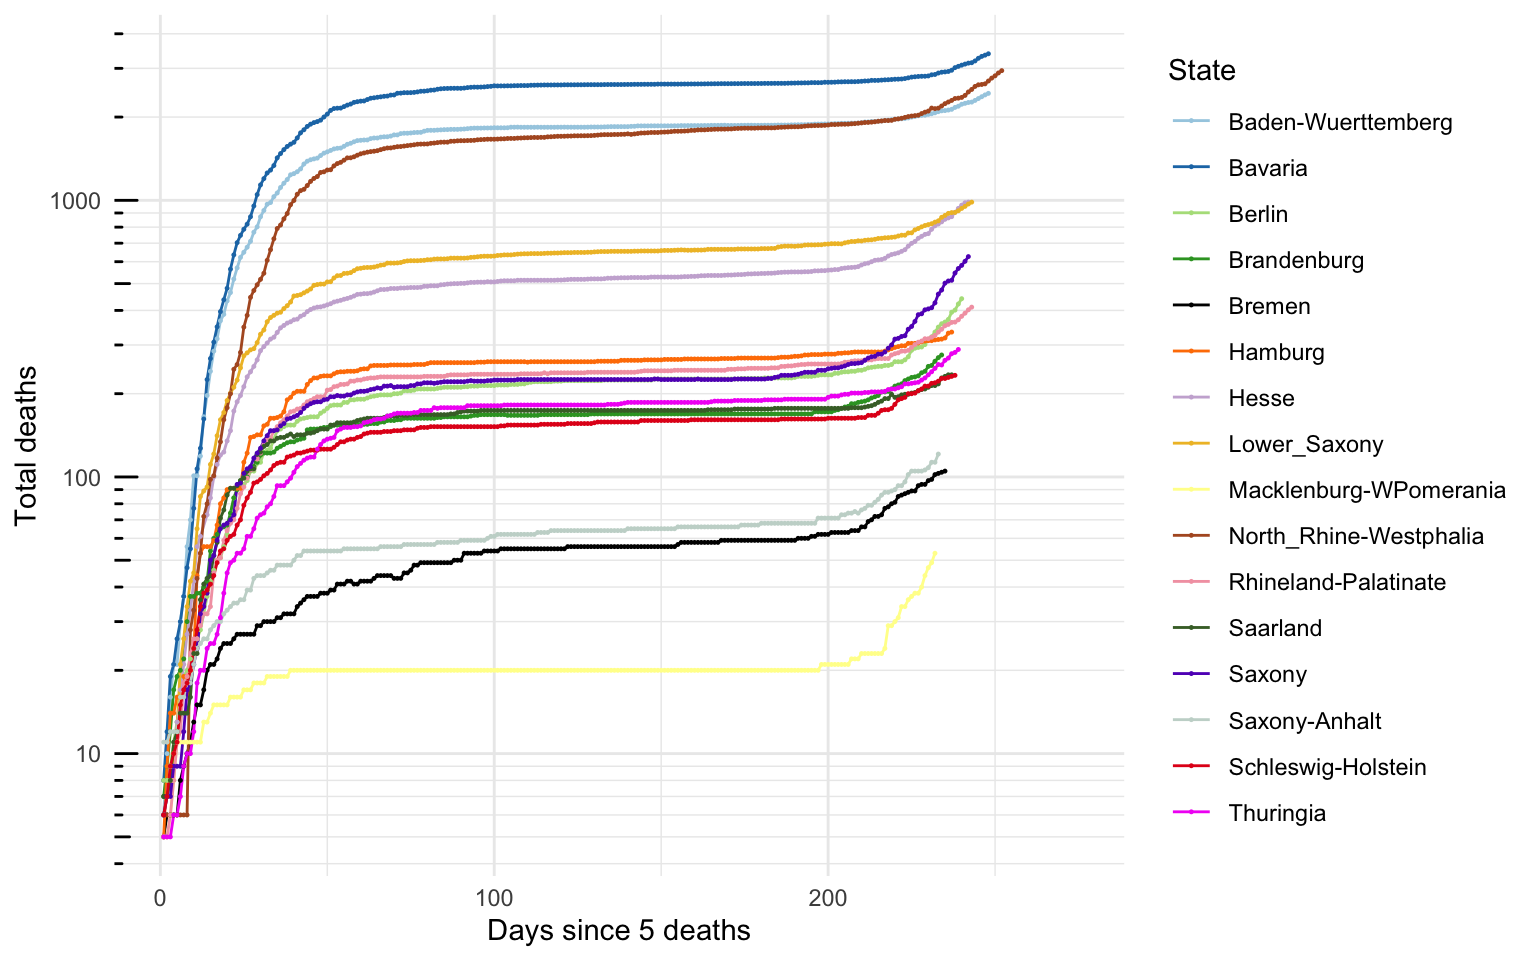 Total deaths
1000
100
10
0 100 200
Days since 5 deaths
State
Baden-Wuerttemberg
Bavaria
Berlin
Brandenburg
Bremen
Hamburg
Hesse
Lower_Saxony
Macklenburg-WPomerania
North_Rhine-Westphalia
Rhineland-Palatinate
Saarland
Saxony
Saxony-Anhalt
Schleswig-Holstein
Thuringia